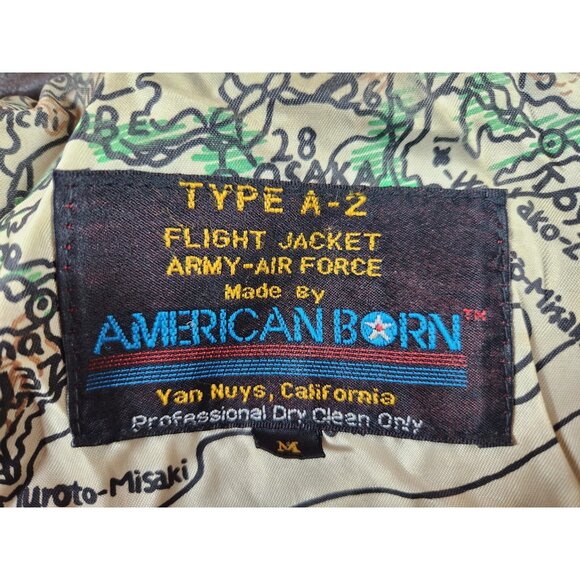 26
28
OSAKA
TYPE A-2
FLIGHT JACKET
ARMY-AIR FORCE
Made By
AMERICAN BORN™
Van Nuys, California
Professional Dry Clean Only
M
Muroto-Misaki